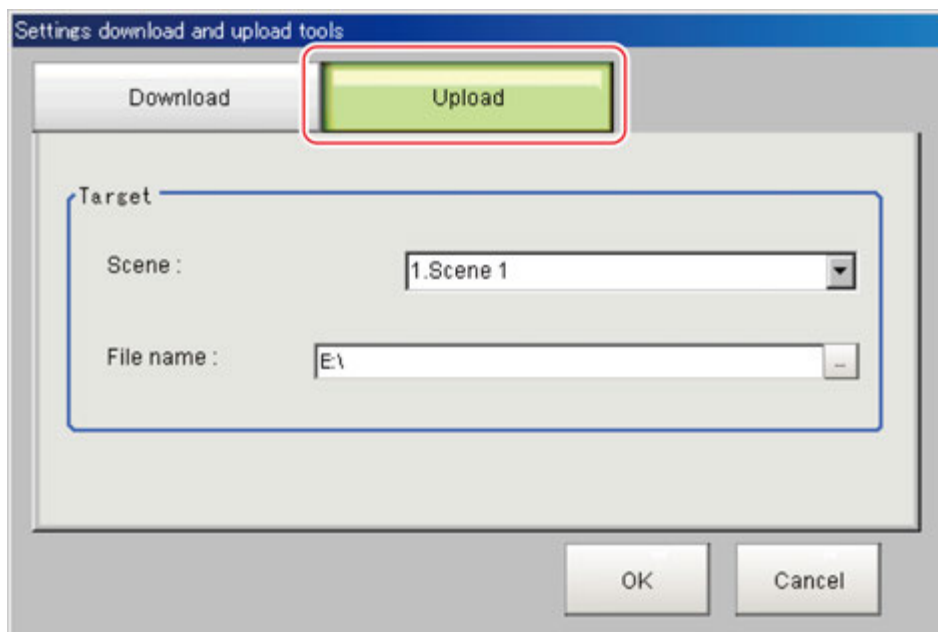 Settings download and upload tools
Download
Upload
Target
Scene :
1.Scene 1
File name :
E:\
...
OK
Cancel